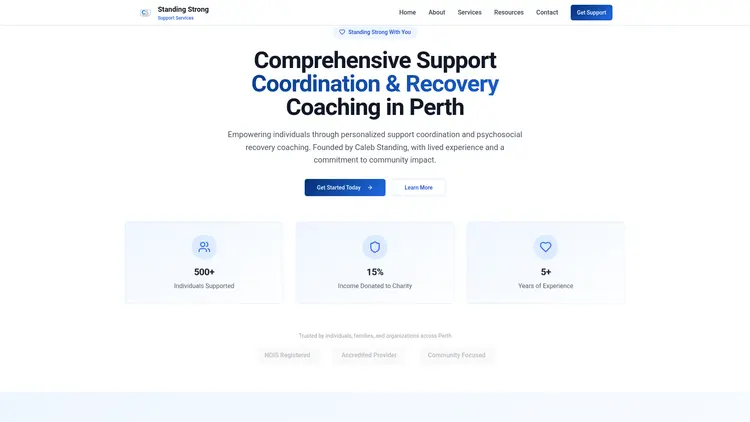 Standing Strong
Support Services
Home About Services Resources Contact Get Support
Standing Strong With You
Comprehensive Support
Coordination & Recovery
Coaching in Perth
Empowering individuals through personalized support coordination and psychosocial
recovery coaching. Founded by Caleb Standing, with lived experience and a
commitment to community impact.
Get Started Today Learn More
500+ 15% 5+
Individuals Supported Income Donated to Charity Years of Experience
Trusted by individuals, families, and organizations across Perth
NDIS Registered Accredited Provider Community Focused